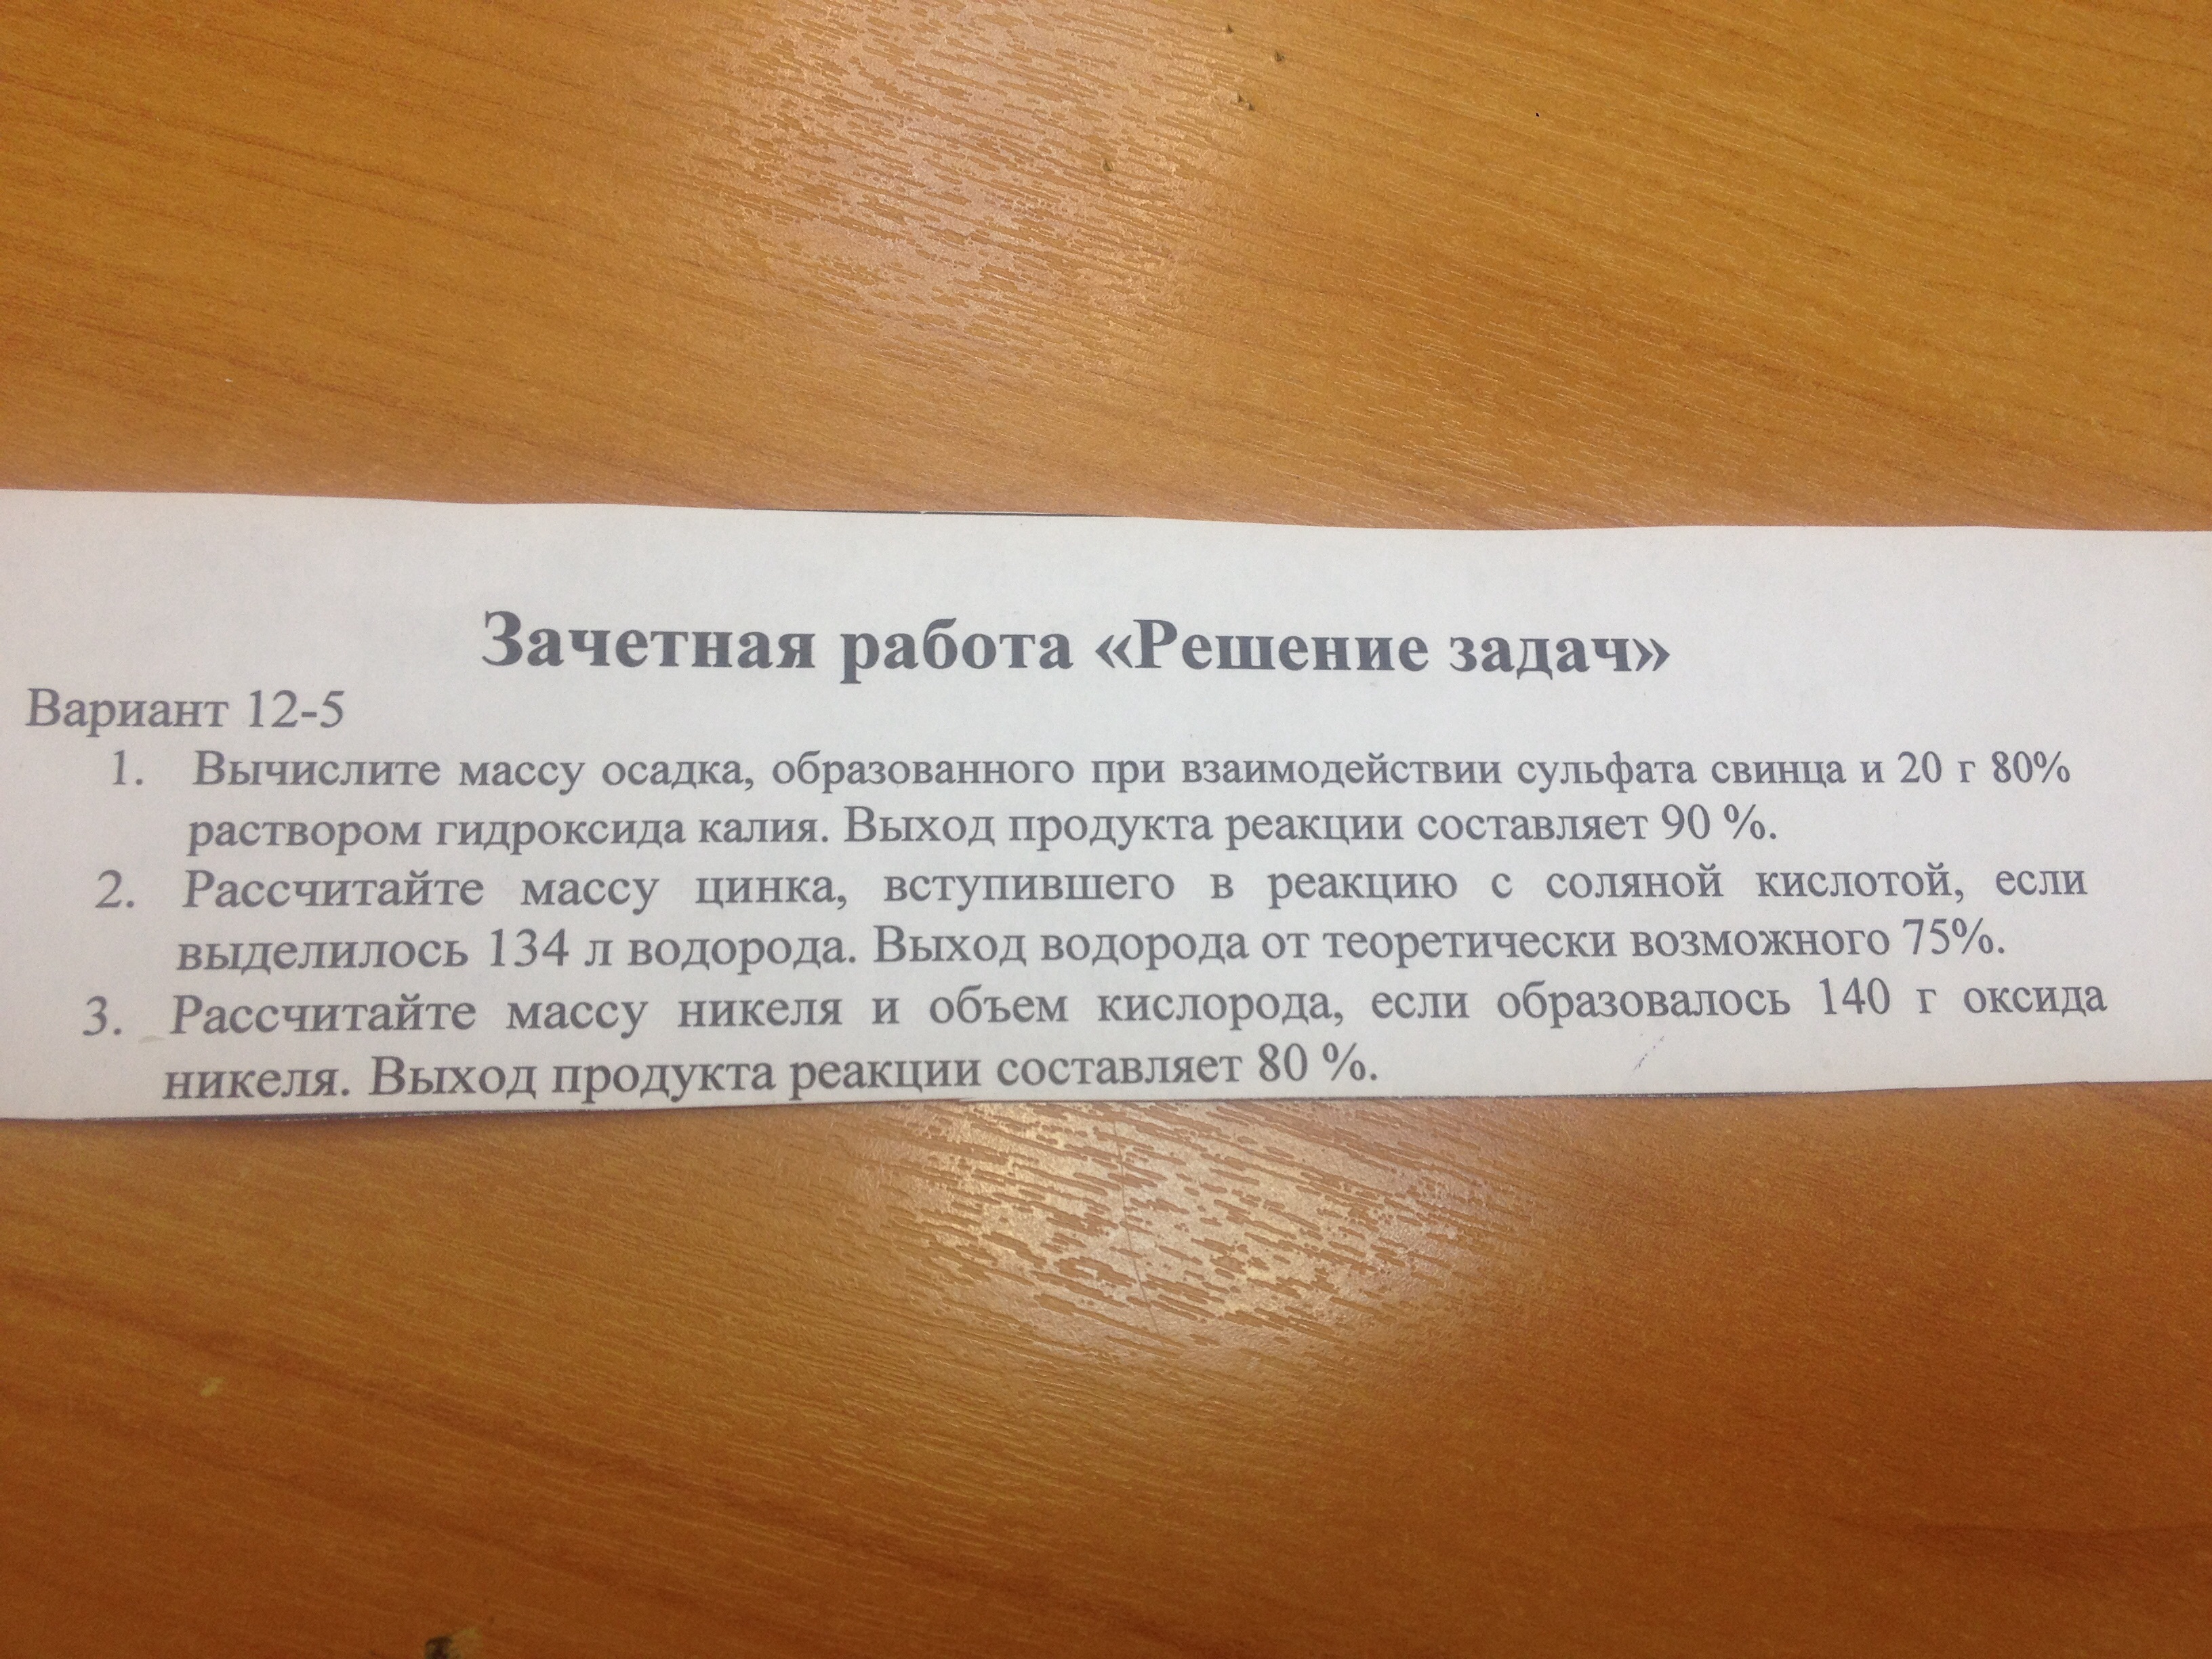 Зачетная работа «Решение задач»
Вариант 12-5
1. Вычислите массу осадка, образованного при взаимодействии сульфата свинца и 20 г 80%
раствором гидроксида калия. Выход продукта реакции составляет 90 %.
2. Рассчитайте массу цинка, вступившего в реакцию с соляной кислотой, если
выделилось 134 л водорода. Выход водорода от теоретически возможного 75%.
3. Рассчитайте массу никеля и объем кислорода, если образовалось 140 г оксида
никеля. Выход продукта реакции составляет 80 %.